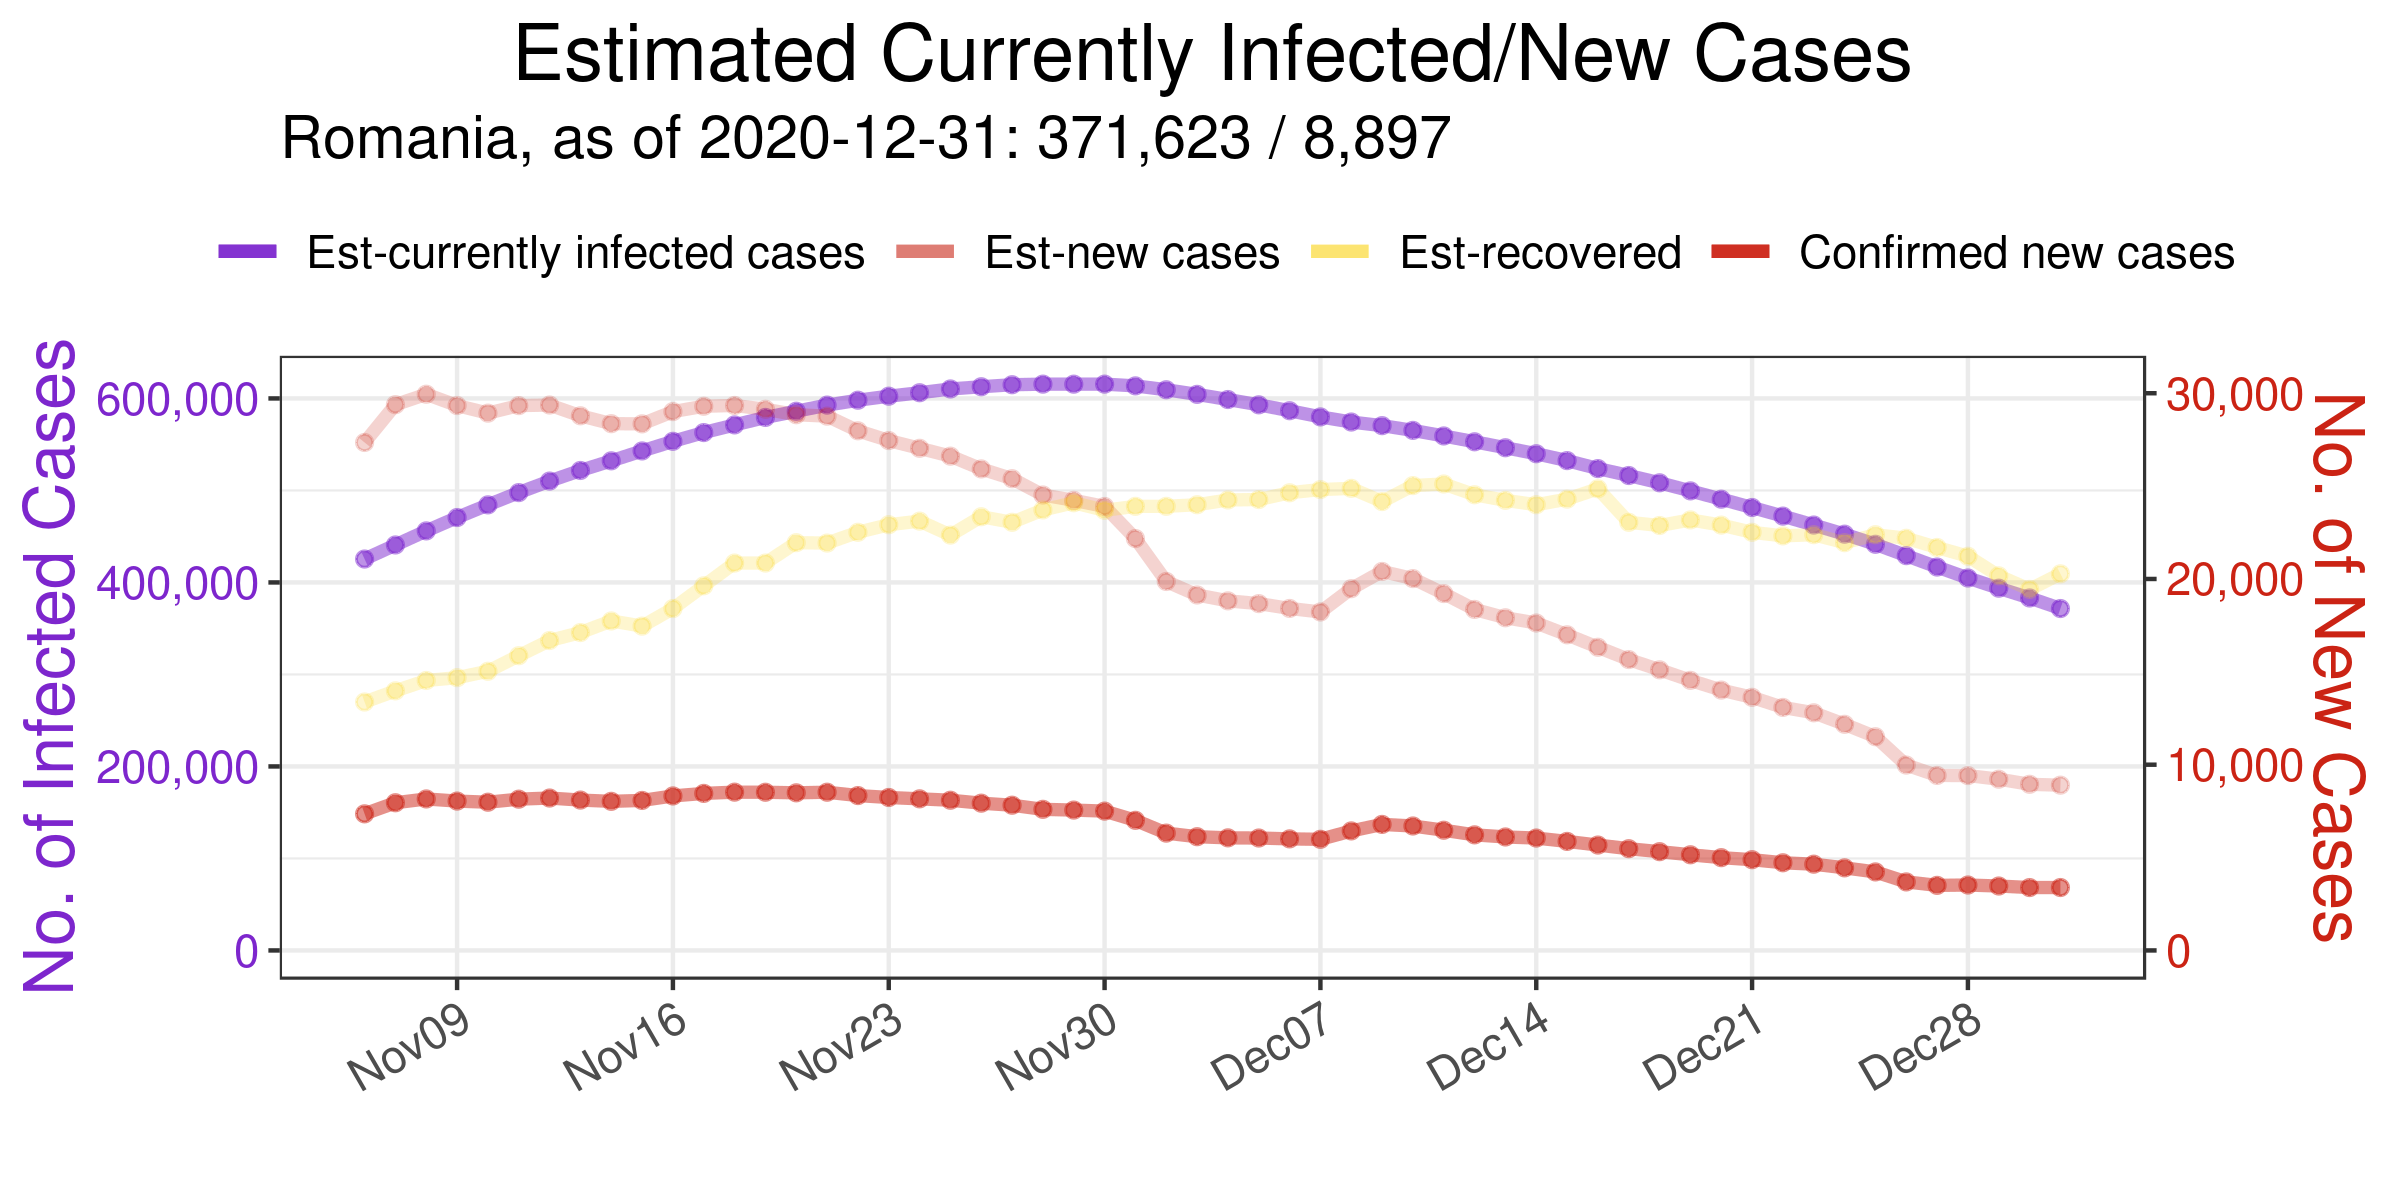 Estimated Currently Infected/New Cases
Romania, as of 2020-12-31: 371,623 / 8,897
Est-currently infected cases Est-new cases Est-recovered Confirmed new cases
No. of Infected Cases
600,000
400,000
200,000
0
30,000
20,000
10,000
0
No. of New Cases
Nov09 Nov16 Nov23 Nov30 Dec07 Dec14 Dec21 Dec28